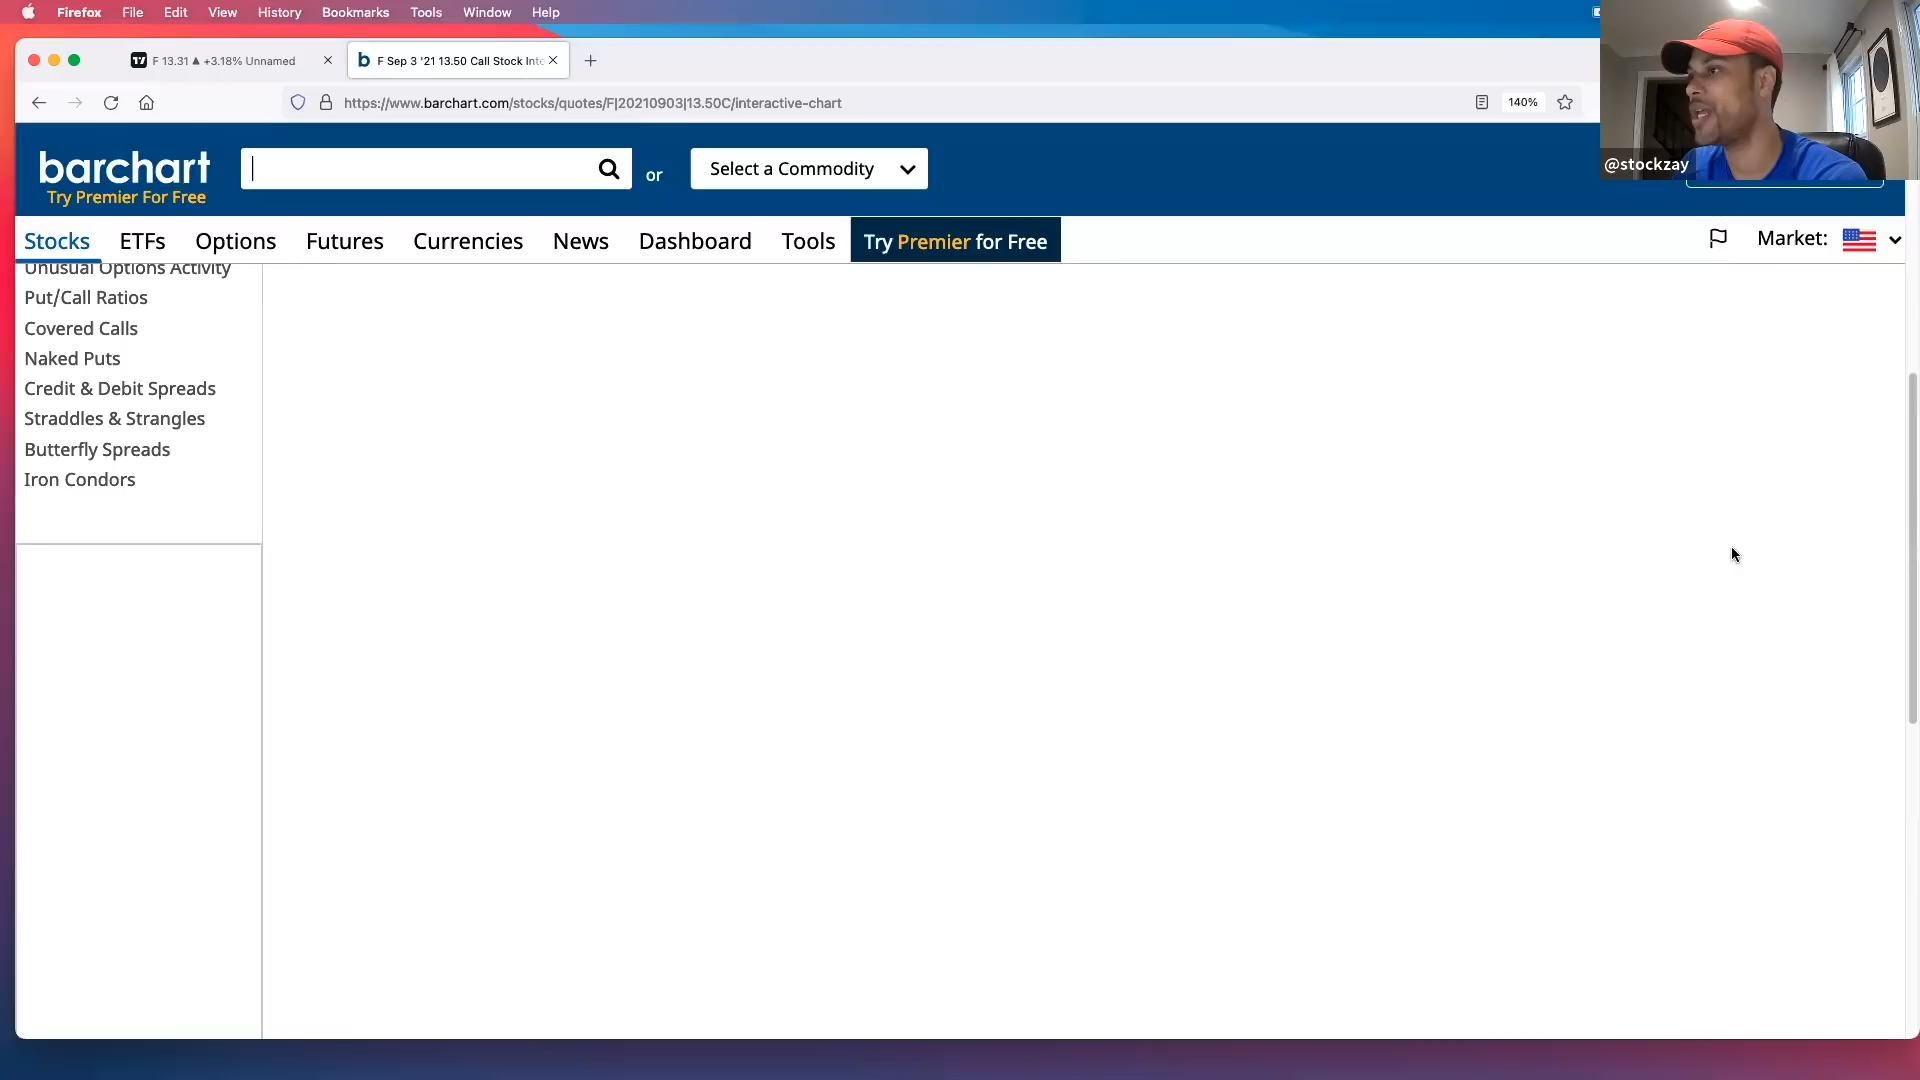 Firefox File Edit View History Bookmarks Tools Window Help
F 13.31 ▲ +3.18% Unnamed
F Sep 3 '21 13.50 Call Stock Inte
https://www.barchart.com/stocks/quotes/F|20210903|13.50C/interactive-chart
140%
@stockzay
barchart
Try Premier For Free
or
Select a Commodity
Stocks ETFs Options Futures Currencies News Dashboard Tools Try Premier for Free
Market:
Unusual Options Activity
Put/Call Ratios
Covered Calls
Naked Puts
Credit & Debit Spreads
Straddles & Strangles
Butterfly Spreads
Iron Condors